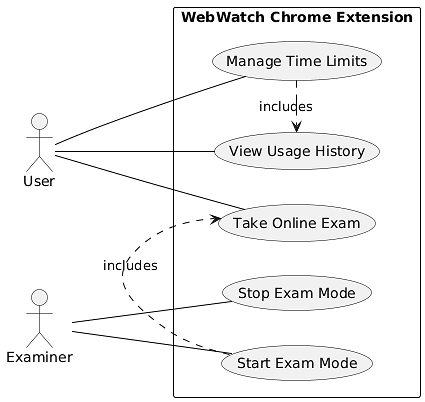 WebWatch Chrome Extension
Manage Time Limits
includes
User
View Usage History
Take Online Exam
includes
Stop Exam Mode
Examiner
Start Exam Mode